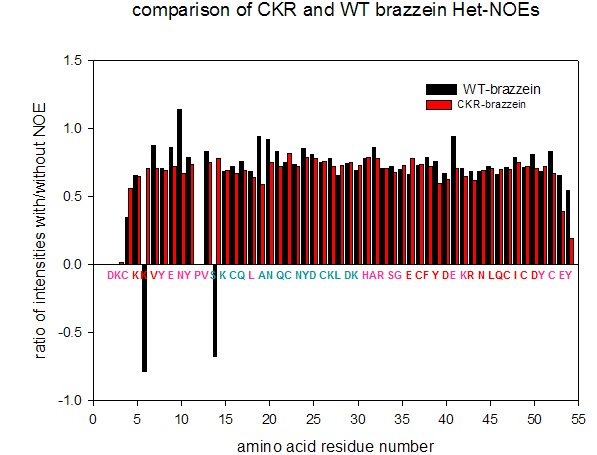 comparison of CKR and WT brazzein Het-NOEs
ratio of intensities with/without NOE
1.5
1.0
0.5
0.0
-0.5
-1.0
WT-brazzein
CKR-brazzein
DKC K VY E NY PV S K CQ L AN QC NYD CKL DK HAR SG E CF Y DE KR N LQC I C DY C EY
0 5 10 15 20 25 30 35 40 45 50 55
amino acid residue number